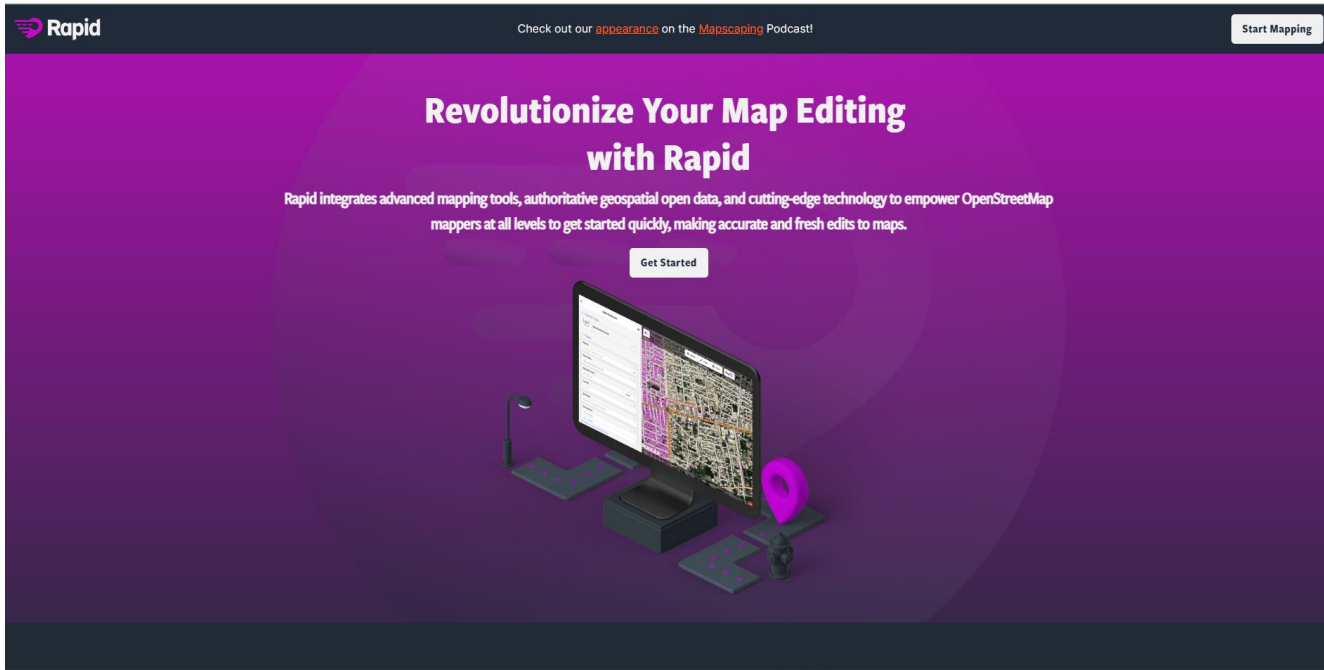 Rapid
Check out our appearance on the Mapscaping Podcast!
Start Mapping
Revolutionize Your Map Editing
with Rapid
Rapid integrates advanced mapping tools, authoritative geospatial open data, and cutting-edge technology to empower OpenStreetMap
mappers at all levels to get started quickly, making accurate and fresh edits to maps.
Get Started